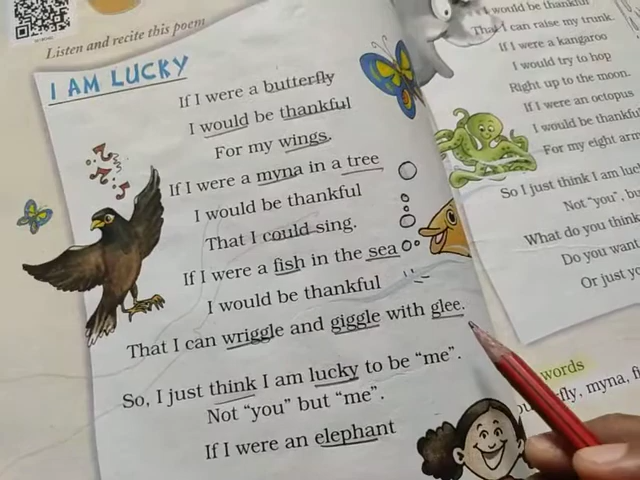 Listen and recite this poem
I AM LUCKY
If I were a butterfly
I would be thankful
For my wings.
If I were a myna in a tree
I would be thankful
That I could sing.
If I were a fish in the sea
I would be thankful
That I can wriggle and giggle with glee.
So, I just think I am lucky to be “me”.
Not “you” but “me”.
If I were an elephant
I would be thankful
That I can raise my trunk.
If I were a kangaroo
I would try to hop
Right up to the moon.
If I were an octopus
I would be thankful
For my eight arm
So I just think I am
Not “you”, bu
What do you think
Do you wan
Or just yo
words
fly, myna,